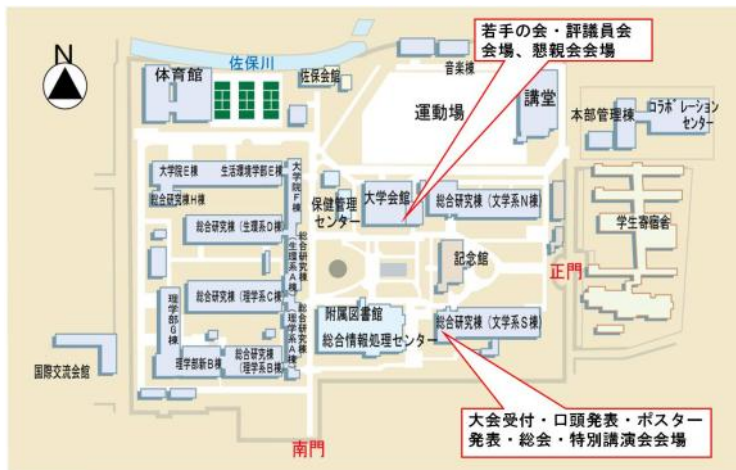 若手の会・評議員会
会場、懇親会会場
N
佐保川
体育館
佐保会館
音楽棟
運動場
講堂
本部管理棟
コラボレーション
センター
大学院E棟
生活環境学部E棟
大学院F棟
総合研究棟H棟
保健管理
センター
大学会館
総合研究棟（文学系N棟）
学生寄宿舎
総合研究棟（生環系D棟）
総合研究棟
（生環系A棟）
記念館
正門
総合研究棟（理学系C棟）
総合研究棟
（理学系A棟）
理学部G棟
附属図書館
総合情報処理センター
総合研究棟（文学系S棟）
国際交流会館
理学部新B棟
総合研究棟
（理学系B棟）
南門
大会受付・口頭発表・ポスター
発表・総会・特別講演会会場